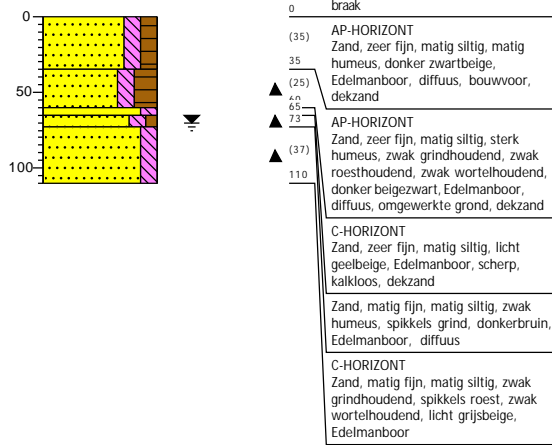 0
50
100
0
(35)
35
(25)
60
65
73
(37)
110
braak
AP-HORIZONT
Zand, zeer fijn, matig siltig, matig
humeus, donker zwartbeige,
Edelmanboor, diffuus, bouwvoor,
dekzand
AP-HORIZONT
Zand, zeer fijn, matig siltig, sterk
humeus, zwak grindhoudend, zwak
roesthoudend, zwak wortelhoudend,
donker beigezwart, Edelmanboor,
diffuus, omgewerkte grond, dekzand
C-HORIZONT
Zand, zeer fijn, matig siltig, licht
geelbeige, Edelmanboor, scherp,
kalkloos, dekzand
Zand, matig fijn, matig siltig, zwak
humeus, spikkels grind, donkerbruin,
Edelmanboor, diffuus
C-HORIZONT
Zand, matig fijn, matig siltig, zwak
grindhoudend, spikkels roest, zwak
wortelhoudend, licht grijsbeige,
Edelmanboor